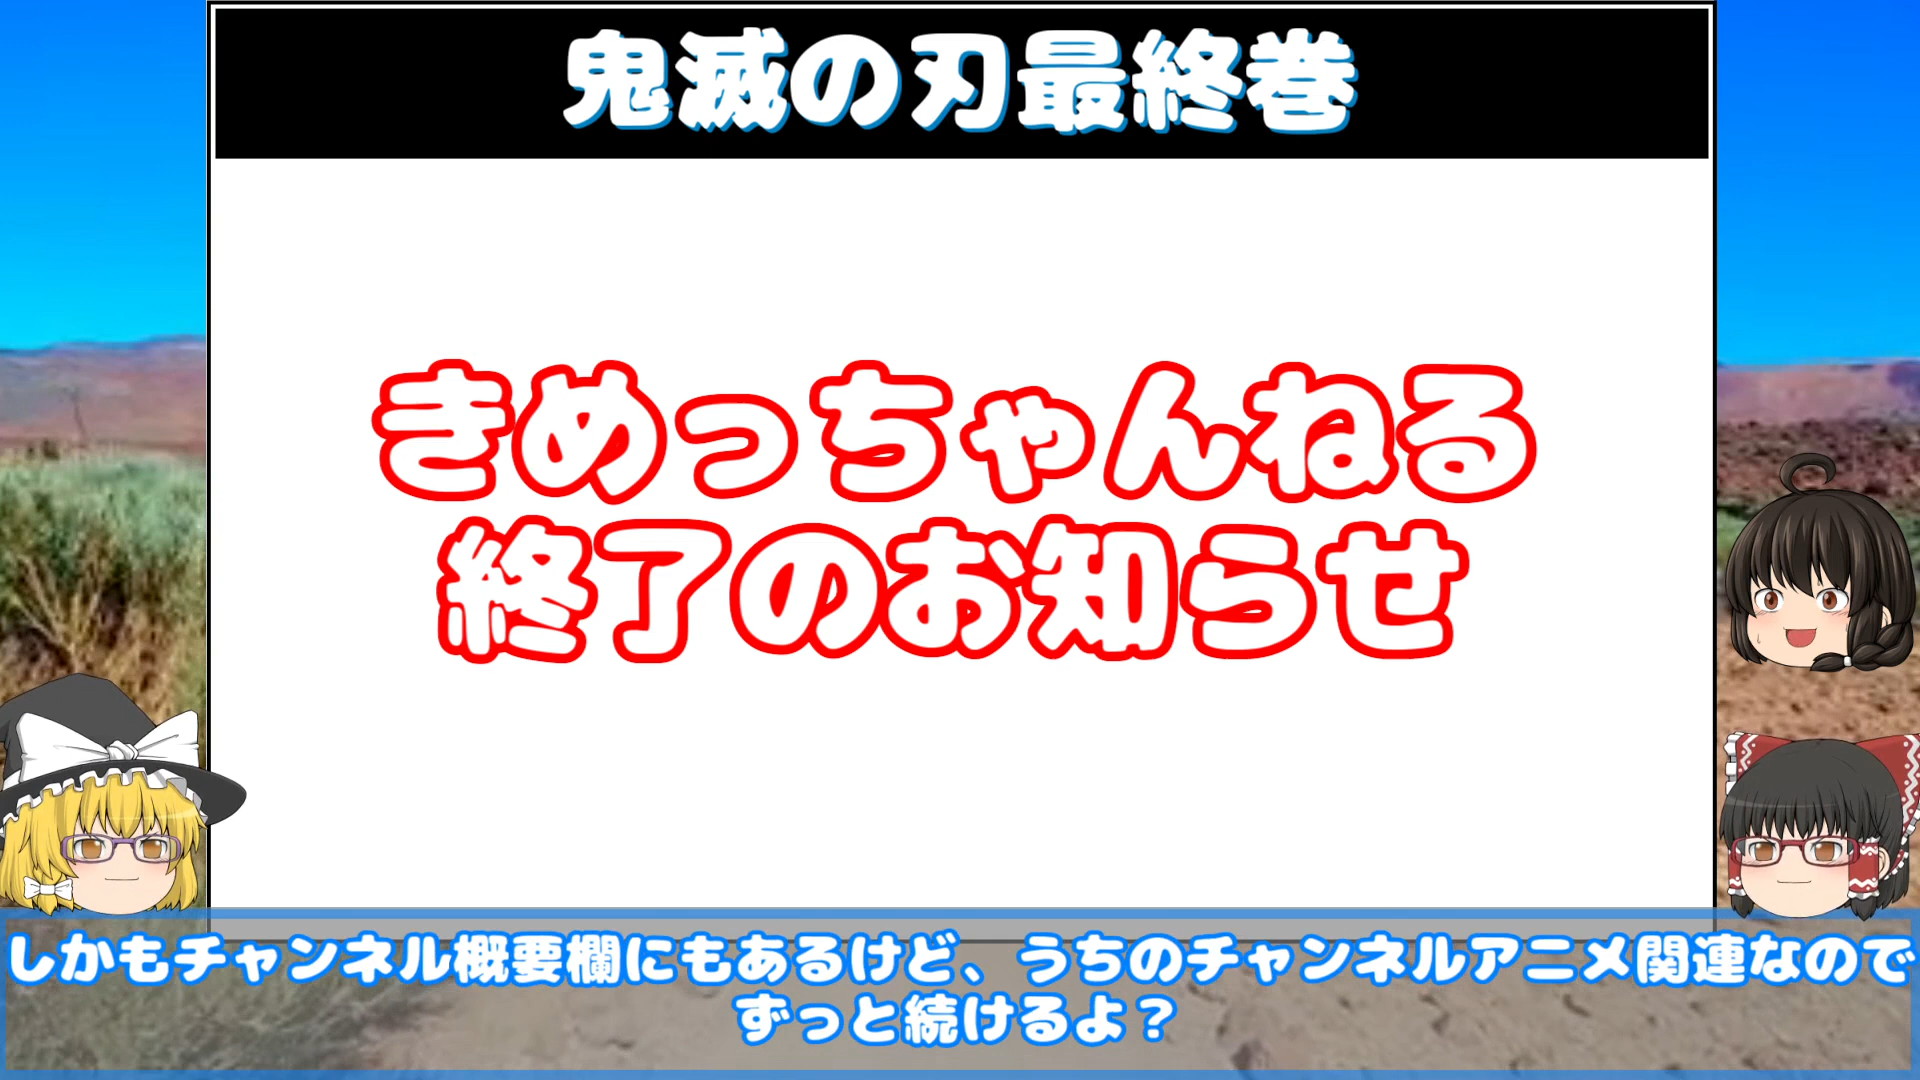 鬼滅の刃最終巻
きめっちゃんねる
終了のお知らせ
しかもチャンネル概要欄にもあるけど、うちのチャンネルアニメ関連なので
ずっと続けるよ？